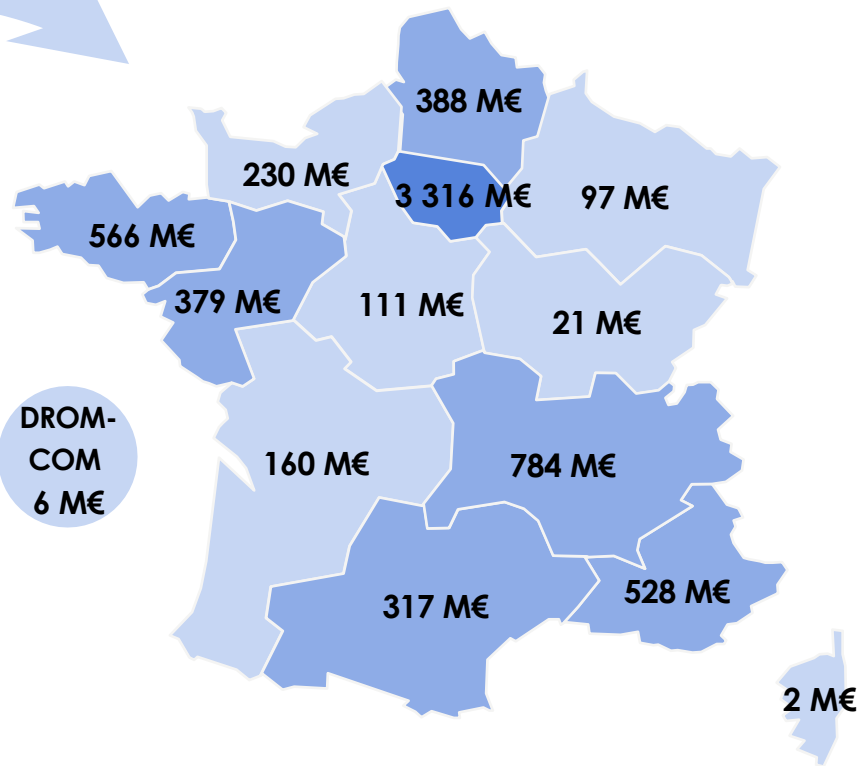 388 M€
230 M€
3 316 M€
97 M€
566 M€
379 M€
111 M€
21 M€
DROM-
COM
6 M€
160 M€
784 M€
317 M€
528 M€
2 M€